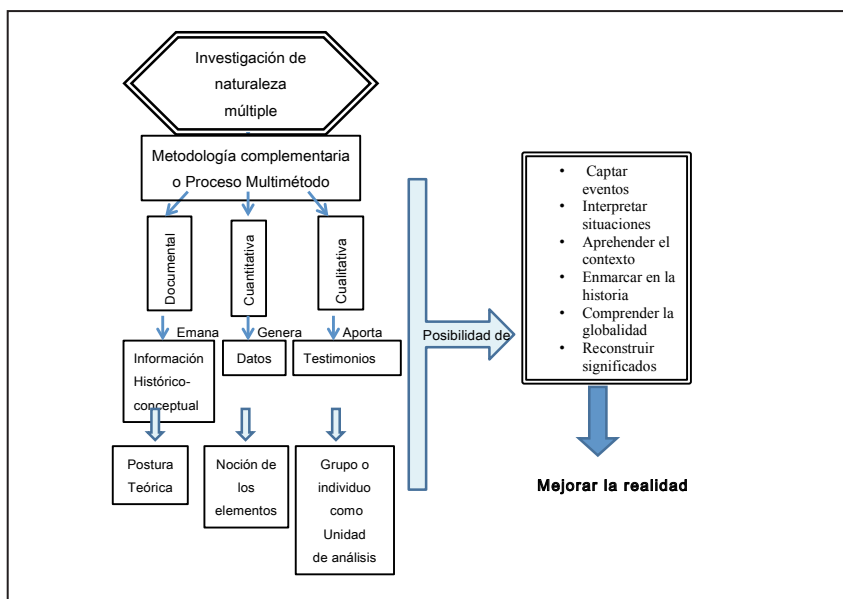 Investigación de
naturaleza
múltiple
Metodología complementaria
o Proceso Multimétodo
Documental
Cuantitativa
Cualitativa
Emana
Genera
Aporta
Información
Histórico-
conceptual
Datos
Testimonios
Postura
Teórica
Noción de
los
elementos
Grupo o
individuo
como
Unidad
de análisis
Posibilidad de
• Captar
eventos
• Interpretar
situaciones
• Aprehender el
contexto
• Enmarcar en la
historia
• Comprender la
globalidad
• Reconstruir
significados
Mejorar la realidad